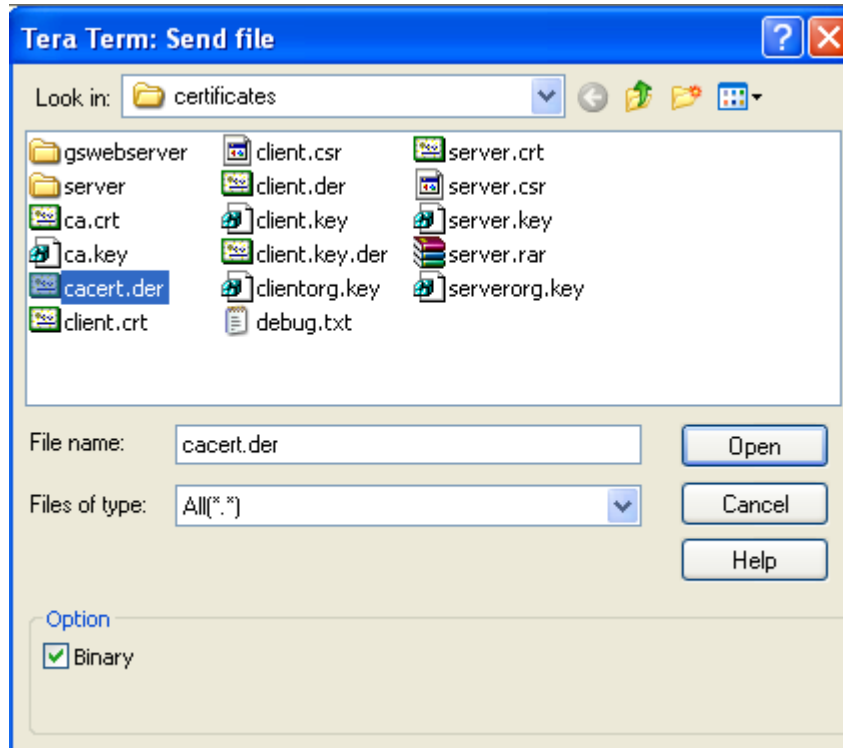 Tera Term: Send file
Look in: certificates
gswebserver client.csr server.crt
server client.der server.csr
ca.crt client.key server.key
ca.key client.key.der server.rar
cacert.der clientorg.key serverorg.key
client.crt debug.txt
File name: cacert.der Open
Files of type: All(*.*) Cancel
Help
Option
Binary